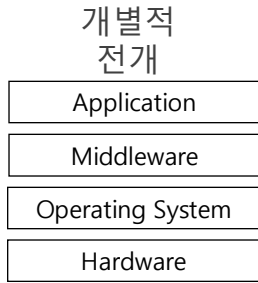 개별적
전개
Application
Middleware
Operating System
Hardware